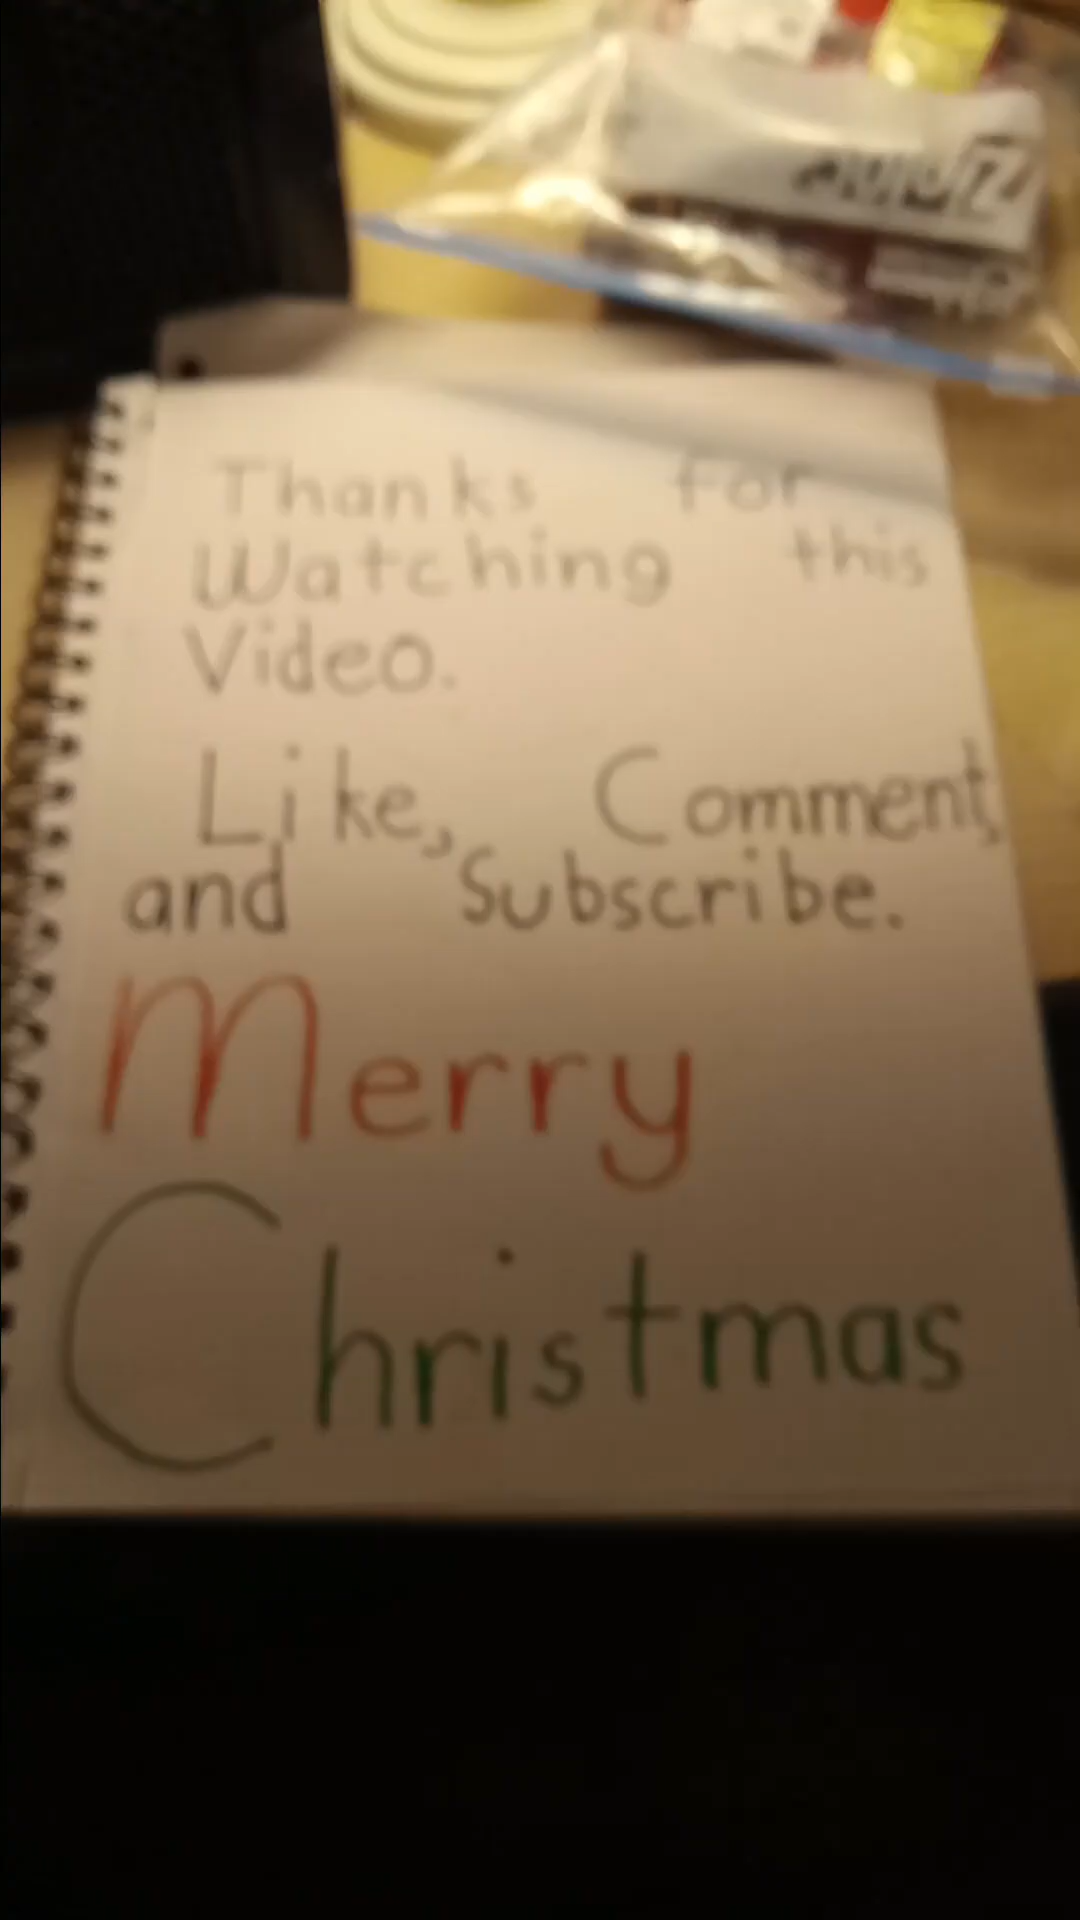 Thanks for
Watching this
Video.
Like, Comment,
and Subscribe.
Merry
Christmas